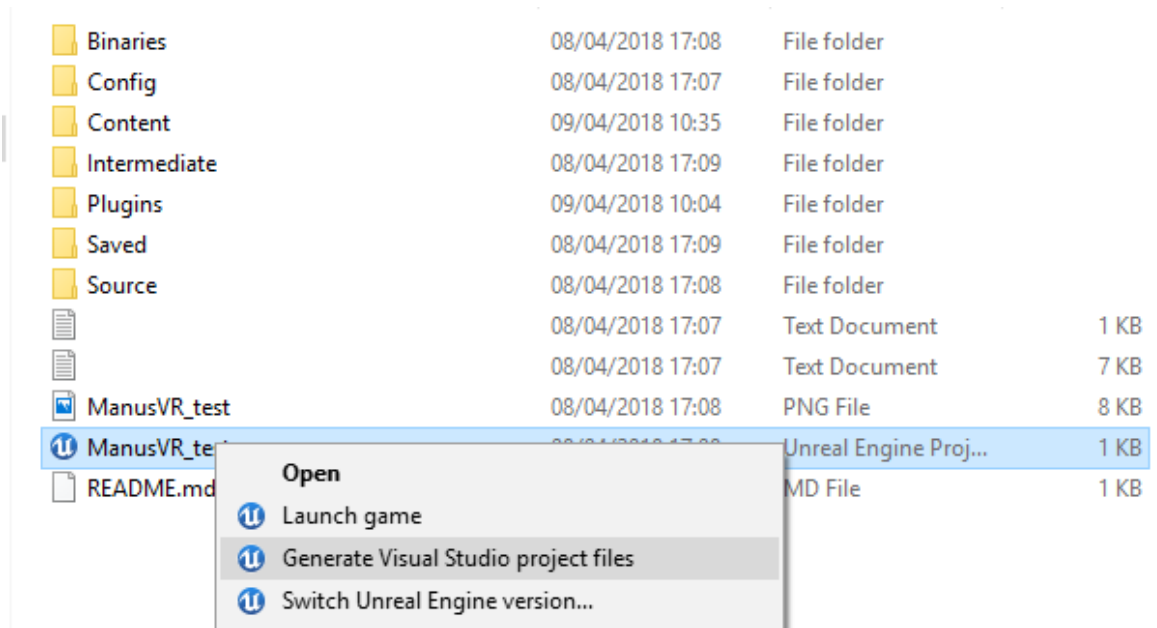 Binaries 08/04/2018 17:08 File folder
Config 08/04/2018 17:07 File folder
Content 09/04/2018 10:35 File folder
Intermediate 08/04/2018 17:09 File folder
Plugins 09/04/2018 10:04 File folder
Saved 08/04/2018 17:09 File folder
Source 08/04/2018 17:08 File folder
08/04/2018 17:07 Text Document 1 KB
08/04/2018 17:07 Text Document 7 KB
ManusVR_test 08/04/2018 17:08 PNG File 8 KB
ManusVR_te Unreal Engine Proj... 1 KB
README.md MD File 1 KB
Open
Launch game
Generate Visual Studio project files
Switch Unreal Engine version...